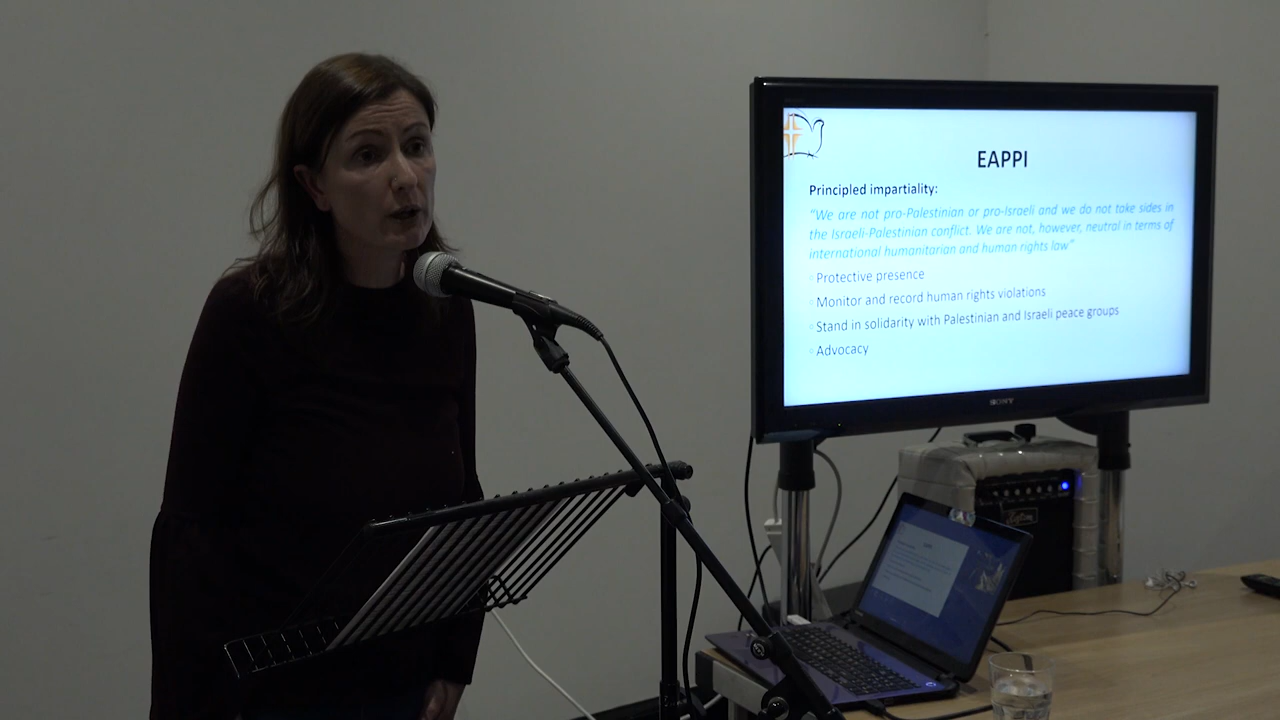 EAPPI
Principled impartiality:
"We are not pro-Palestinian or pro-Israeli and we do not take sides in
the Israeli-Palestinian conflict. We are not, however, neutral in terms of
international humanitarian and human rights law"
Protective presence
Monitor and record human rights violations
Stand in solidarity with Palestinian and Israeli peace groups
Advocacy
SONY